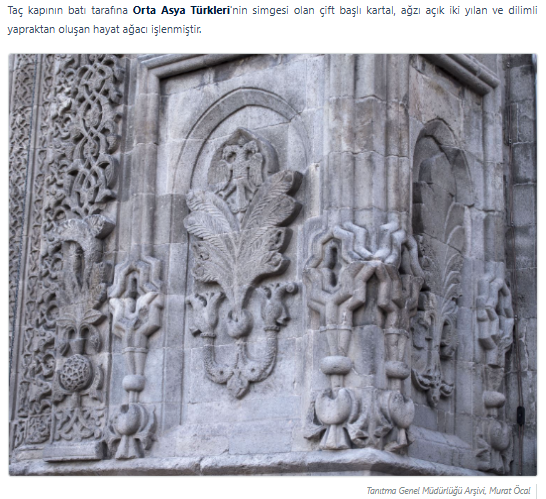 Taç kapının batı tarafına Orta Asya Türkleri'nin simgesi olan çift başlı kartal, ağzı açık iki yılan ve dilimli
yapraktan oluşan hayat ağacı işlenmiştir.
Tanıtma Genel Müdürlüğü Arşivi, Murat Öcal